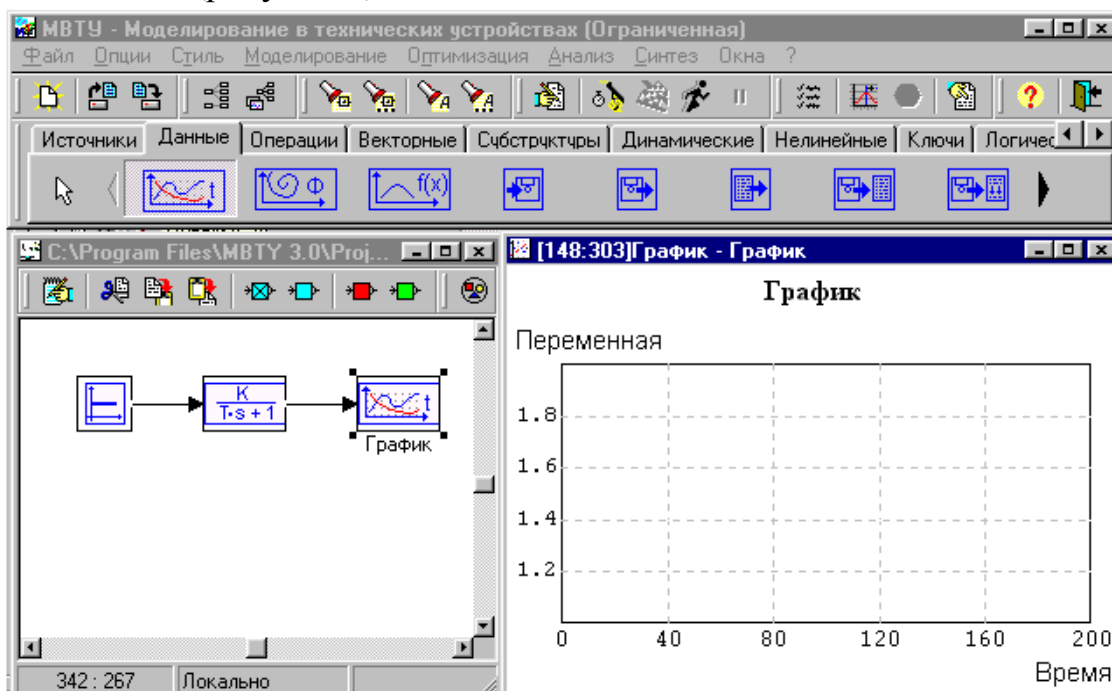 МВТУ - Моделирование в технических устройствах (Ограниченная)
Файл Опции Стиль Моделирование Оптимизация Анализ Синтез Окна ?
Источники Данные Операции Векторные Субструктуры Динамические Нелинейные Ключи Логичес
t Φ f(x)
C:\Program Files\МВТУ 3.0\Proj...
[148:303]График - График
График
Переменная
K
T·s + 1
t
График
1.8
1.6
1.4
1.2
0 40 80 120 160 200
Время
342 : 267 Локально